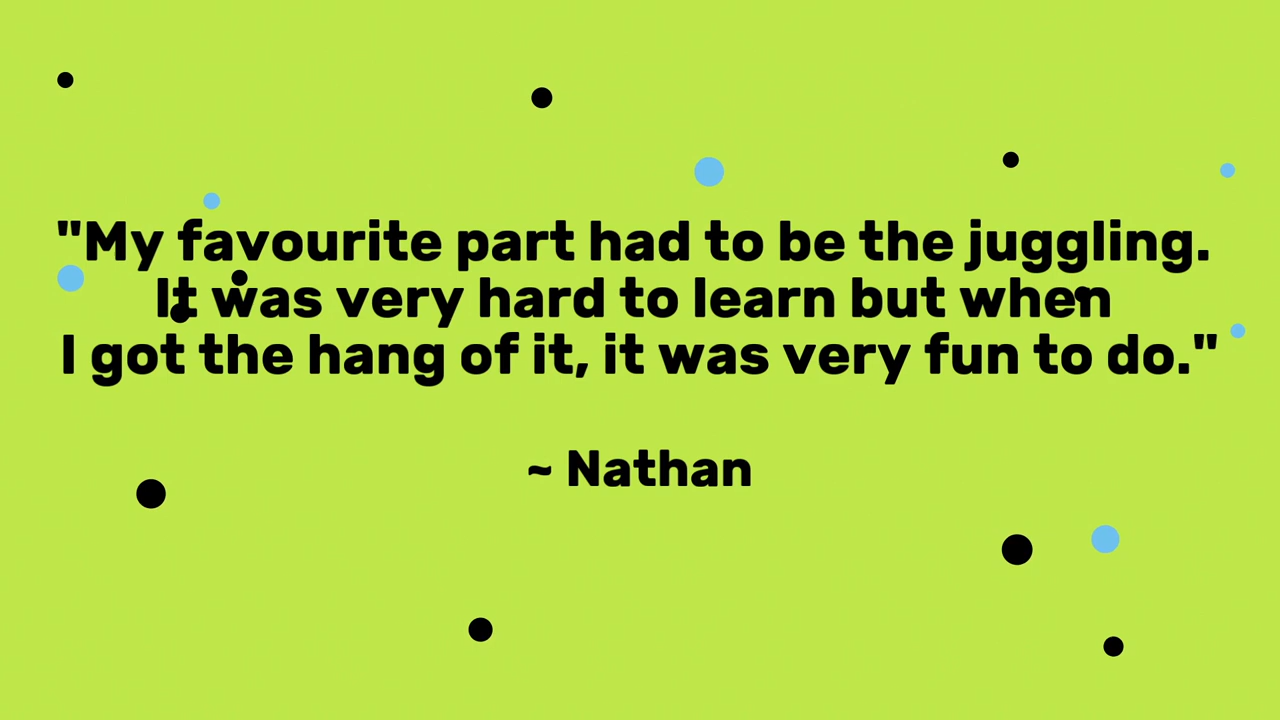 "My favourite part had to be the juggling.
It was very hard to learn but when
I got the hang of it, it was very fun to do."
~ Nathan